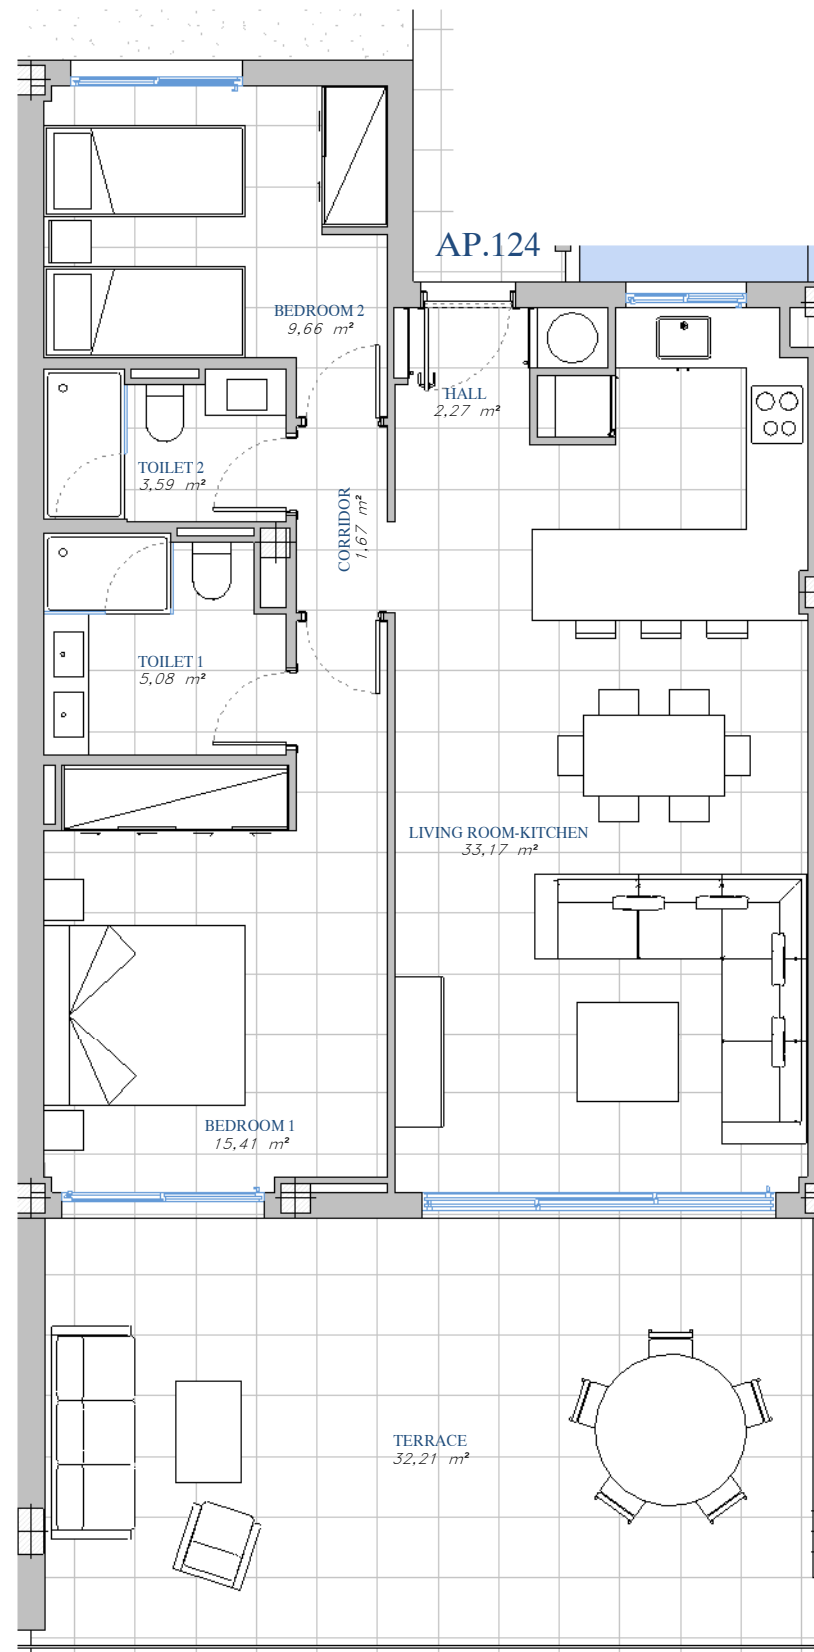 AP.124
BEDROOM 2
9,66 m²
HALL
2,27 m²
TOILET 2
3,59 m²
CORRIDOR
1,67 m²
TOILET 1
5,08 m²
LIVING ROOM-KITCHEN
33,17 m²
BEDROOM 1
15,41 m²
TERRACE
32,21 m²